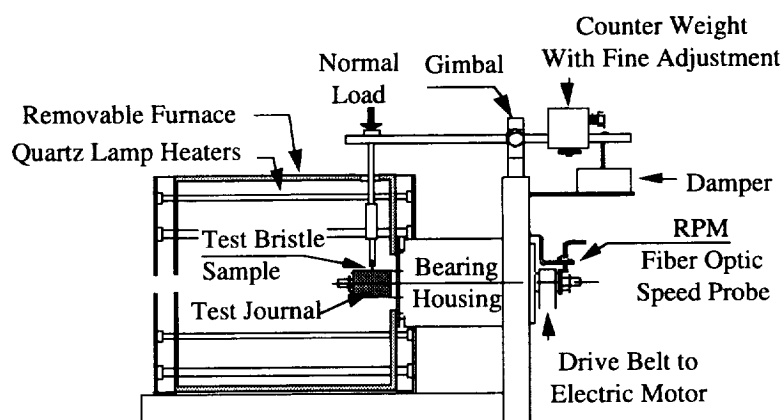 Counter Weight
With Fine Adjustment
Normal
Load
Gimbal
Removable Furnace
Quartz Lamp Heaters
Damper
Test Bristle
Sample
Test Journal
Bearing
Housing
RPM
Fiber Optic
Speed Probe
Drive Belt to
Electric Motor